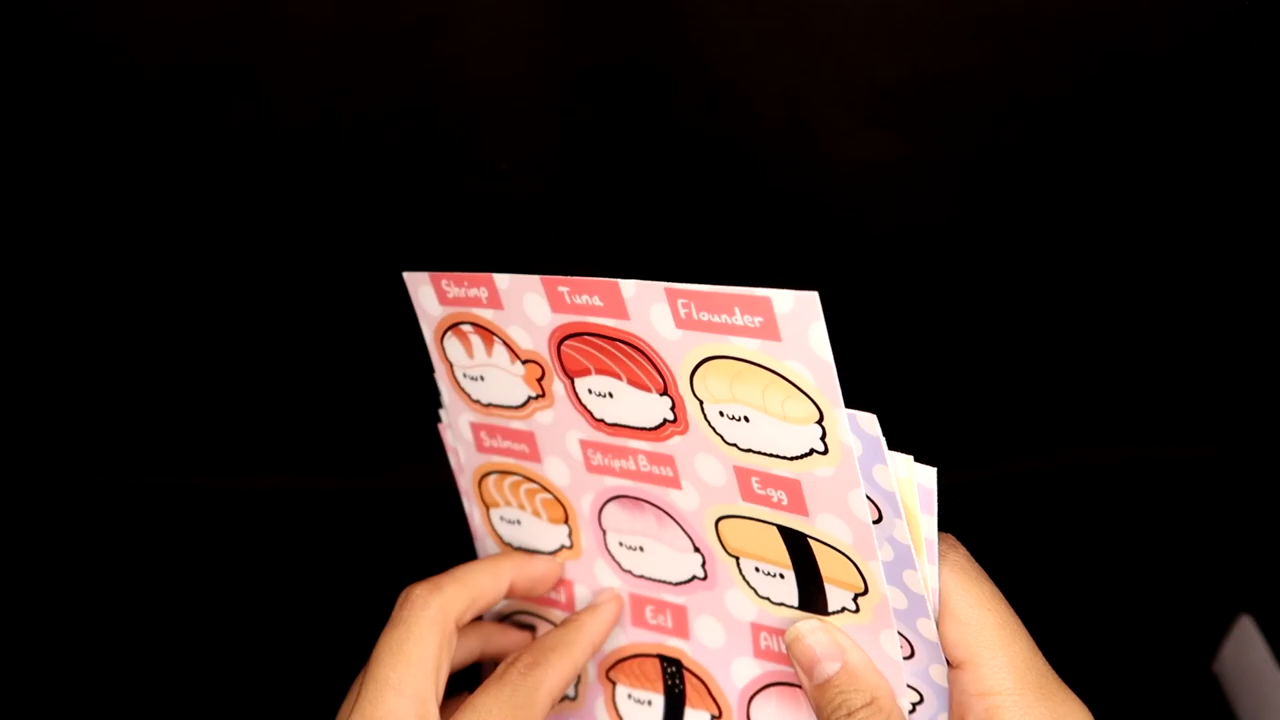 Shrimp
Tuna
Flounder
Salmon
Striped Bass
Egg
Eel